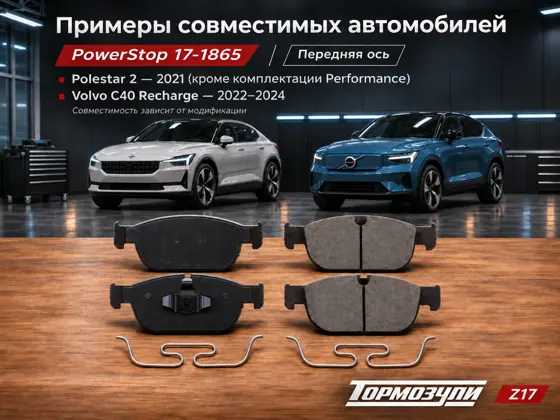 Примеры совместимых автомобилей
PowerStop 17-1865
Передняя ось
Polestar 2 — 2021 (кроме комплектации Performance)
Volvo C40 Recharge — 2022–2024
Совместимость зависит от модификации
ТОРМОЗУЛИ
Z17